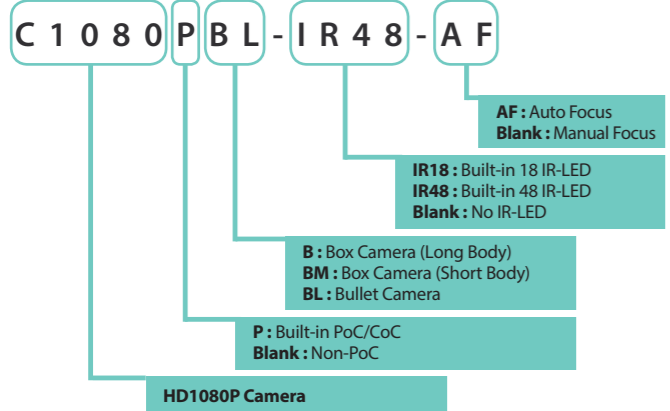 C1080PBL-IR48-AF
AF : Auto Focus
Blank : Manual Focus
IR18 : Built-in 18 IR-LED
IR48 : Built-in 48 IR-LED
Blank : No IR-LED
B : Box Camera (Long Body)
BM : Box Camera (Short Body)
BL : Bullet Camera
P : Built-in PoC/CoC
Blank : Non-PoC
HD1080P Camera